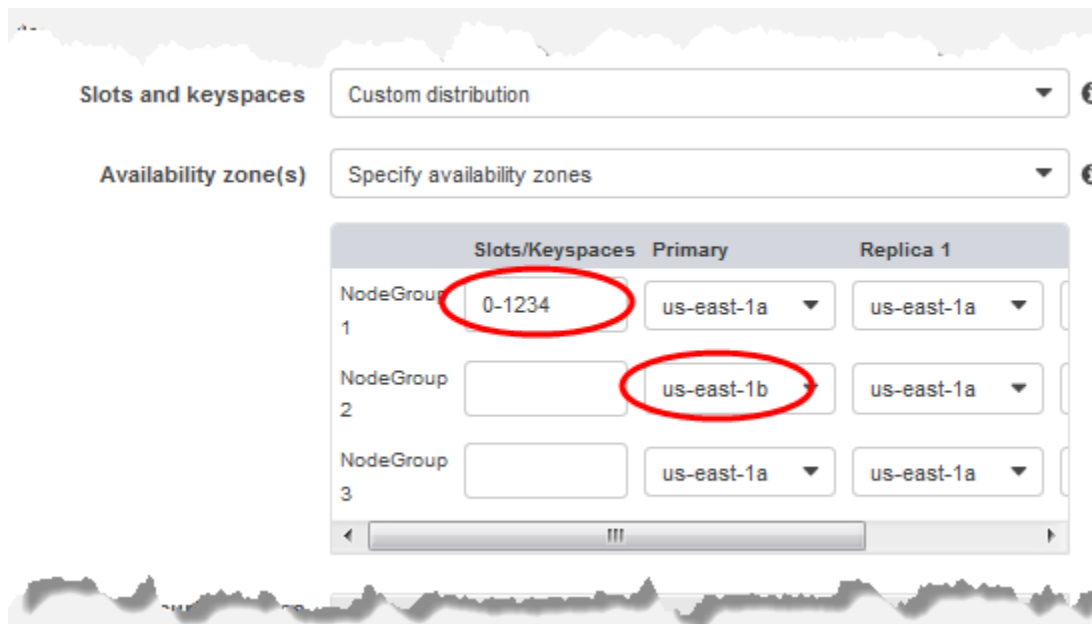 Slots and keyspaces Custom distribution
Availability zone(s) Specify availability zones
Slots/Keyspaces Primary Replica 1
NodeGroup 1 0-1234 us-east-1a us-east-1a
NodeGroup 2 us-east-1b us-east-1a
NodeGroup 3 us-east-1a us-east-1a